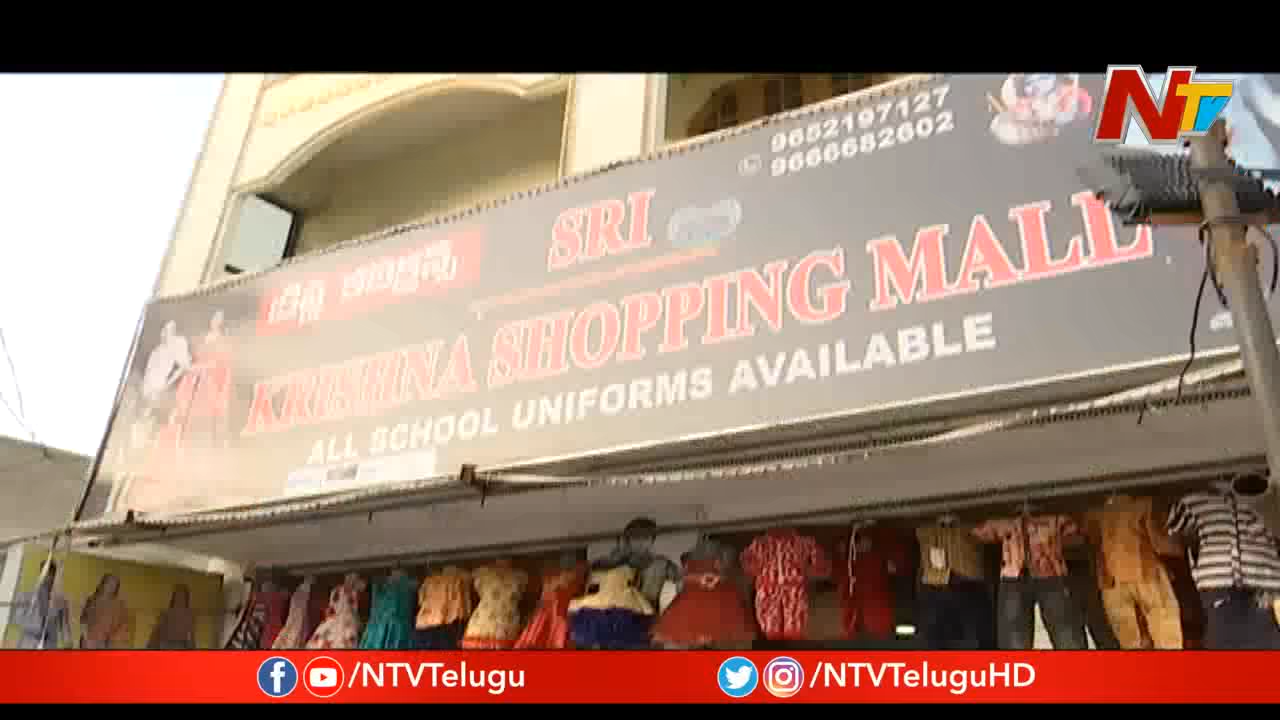 NTV
9652197127
9666682602
SRI
KRISHNA SHOPPING MALL
ALL SCHOOL UNIFORMS AVAILABLE
/NTVTelugu
/NTVTeluguHD